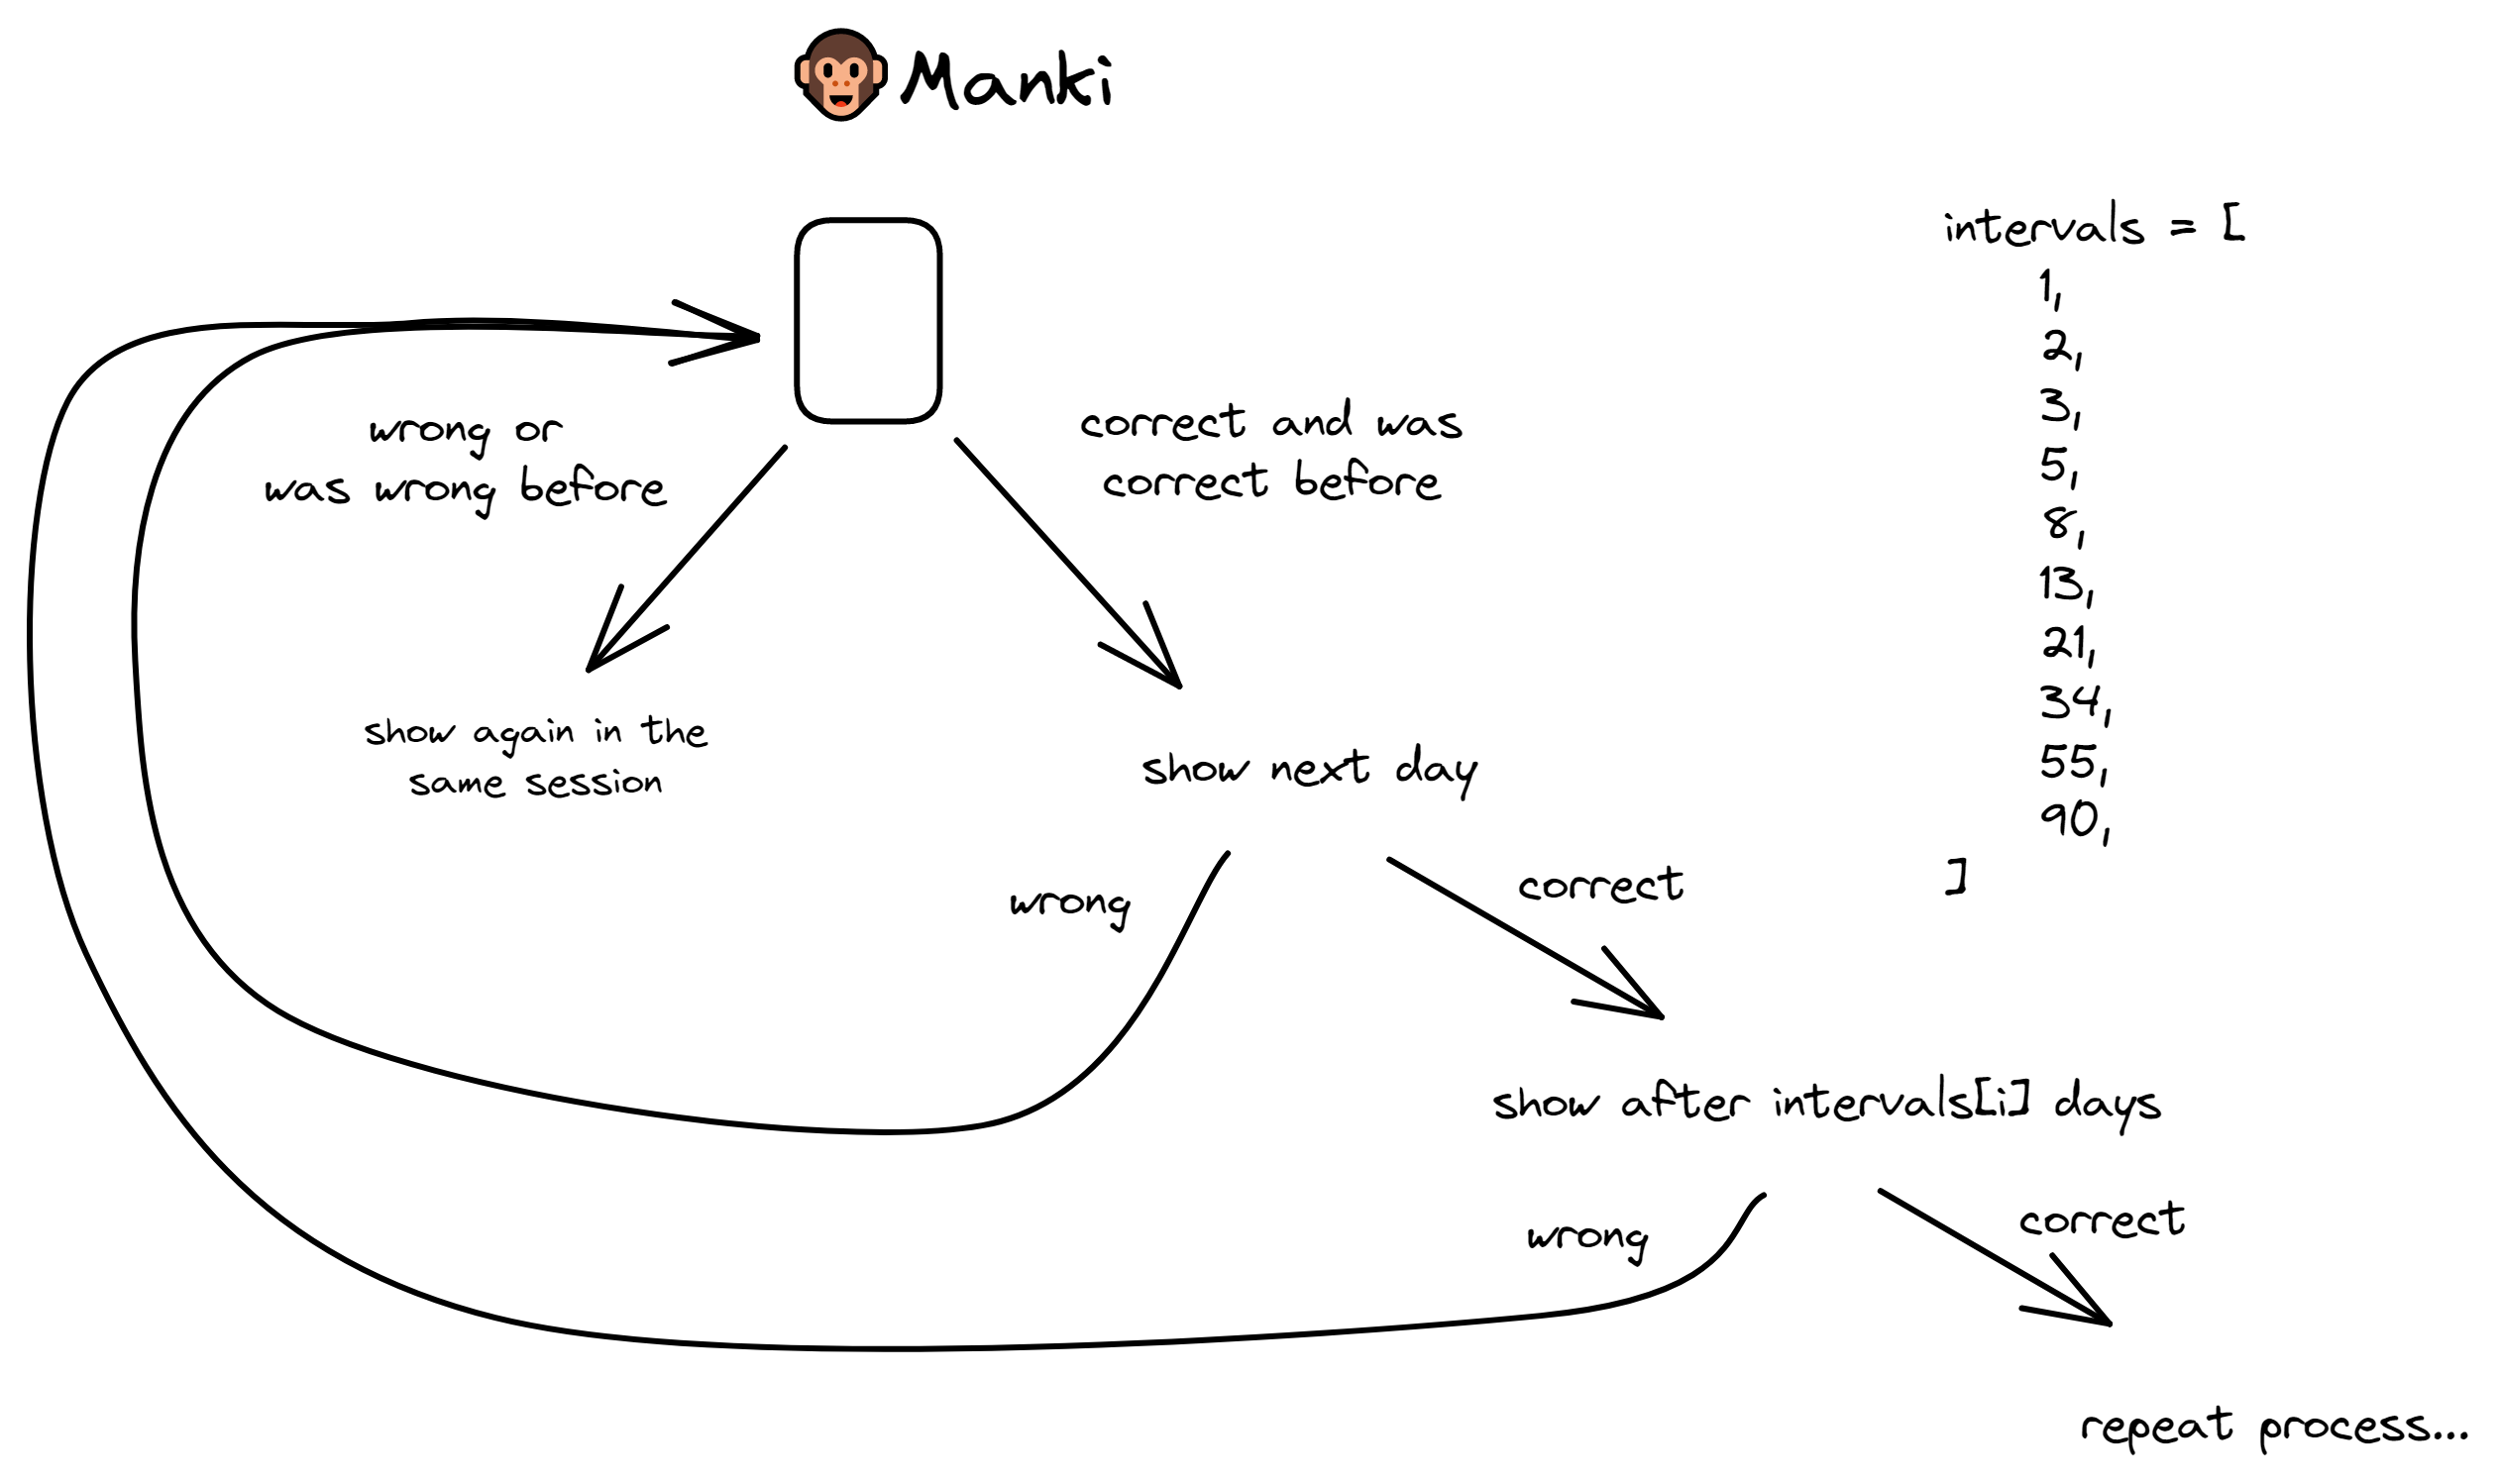 Manki
intervals = [
1,
2,
3,
5,
8,
13,
21,
34,
55,
90,
]
wrong or
was wrong before
correct and was
correct before
show again in the
same session
show next day
wrong
correct
show after intervals[i] days
wrong
correct
repeat process...